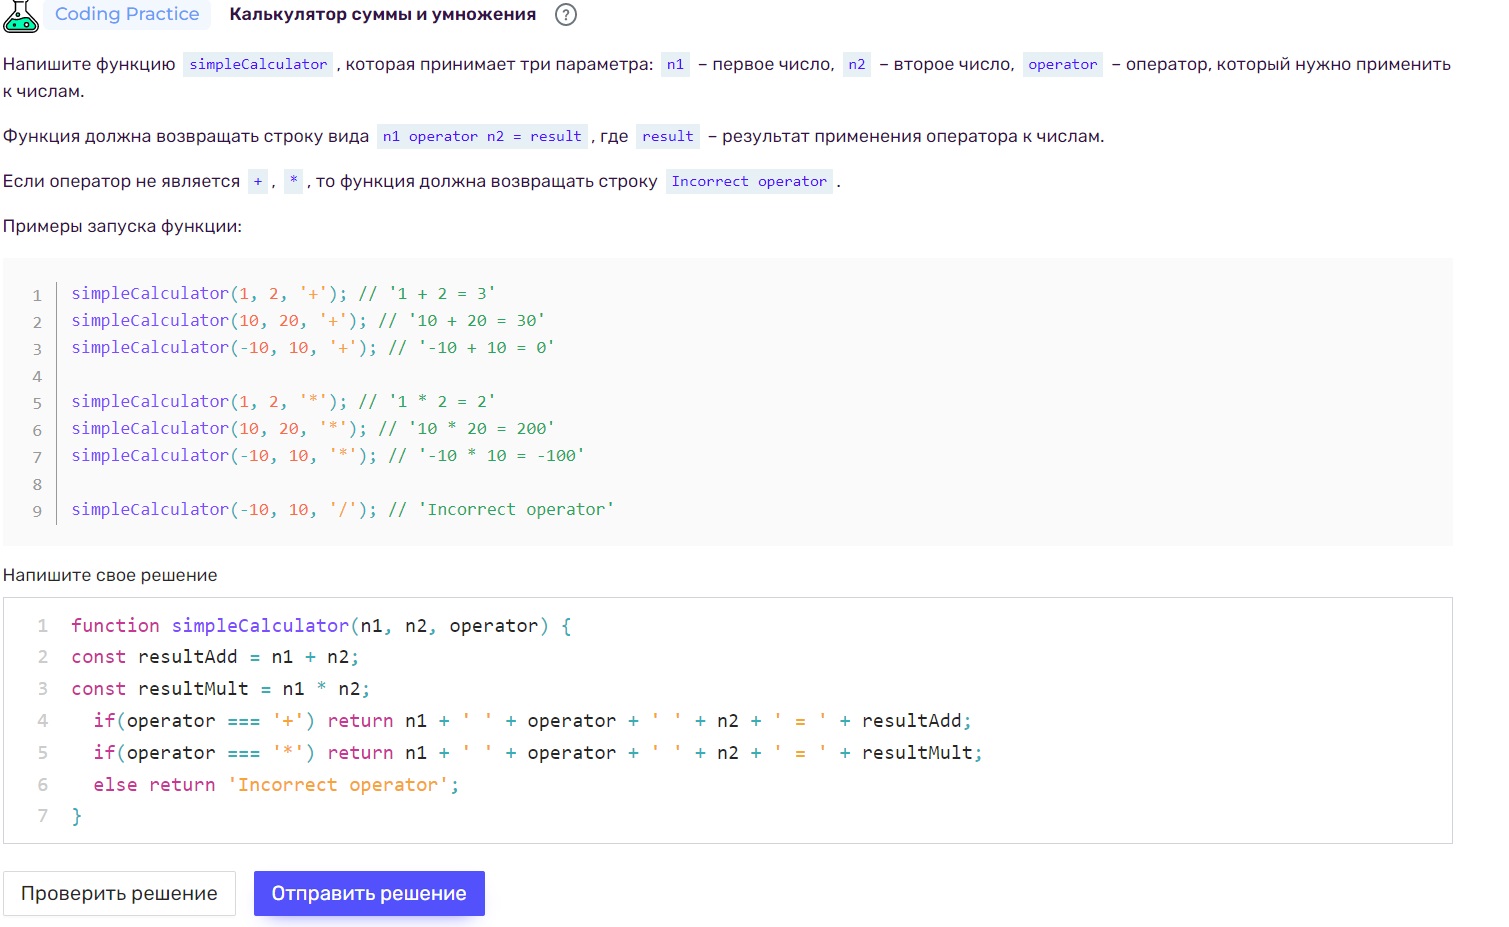 Coding Practice Калькулятор суммы и умножения ?
Напишите функцию simpleCalculator , которая принимает три параметра: n1 – первое число, n2 – второе число, operator – оператор, который нужно применить
к числам.
Функция должна возвращать строку вида n1 operator n2 = result , где result – результат применения оператора к числам.
Если оператор не является + , * , то функция должна возвращать строку Incorrect operator .
Примеры запуска функции:
1 simpleCalculator(1, 2, '+'); // '1 + 2 = 3'
2 simpleCalculator(10, 20, '+'); // '10 + 20 = 30'
3 simpleCalculator(-10, 10, '+'); // '-10 + 10 = 0'
4
5 simpleCalculator(1, 2, '*'); // '1 * 2 = 2'
6 simpleCalculator(10, 20, '*'); // '10 * 20 = 200'
7 simpleCalculator(-10, 10, '*'); // '-10 * 10 = -100'
8
9 simpleCalculator(-10, 10, '/'); // 'Incorrect operator'
Напишите свое решение
1 function simpleCalculator(n1, n2, operator) {
2 const resultAdd = n1 + n2;
3 const resultMult = n1 * n2;
4 if(operator === '+') return n1 + ' ' + operator + ' ' + n2 + ' = ' + resultAdd;
5 if(operator === '*') return n1 + ' ' + operator + ' ' + n2 + ' = ' + resultMult;
6 else return 'Incorrect operator';
7 }
Проверить решение Отправить решение